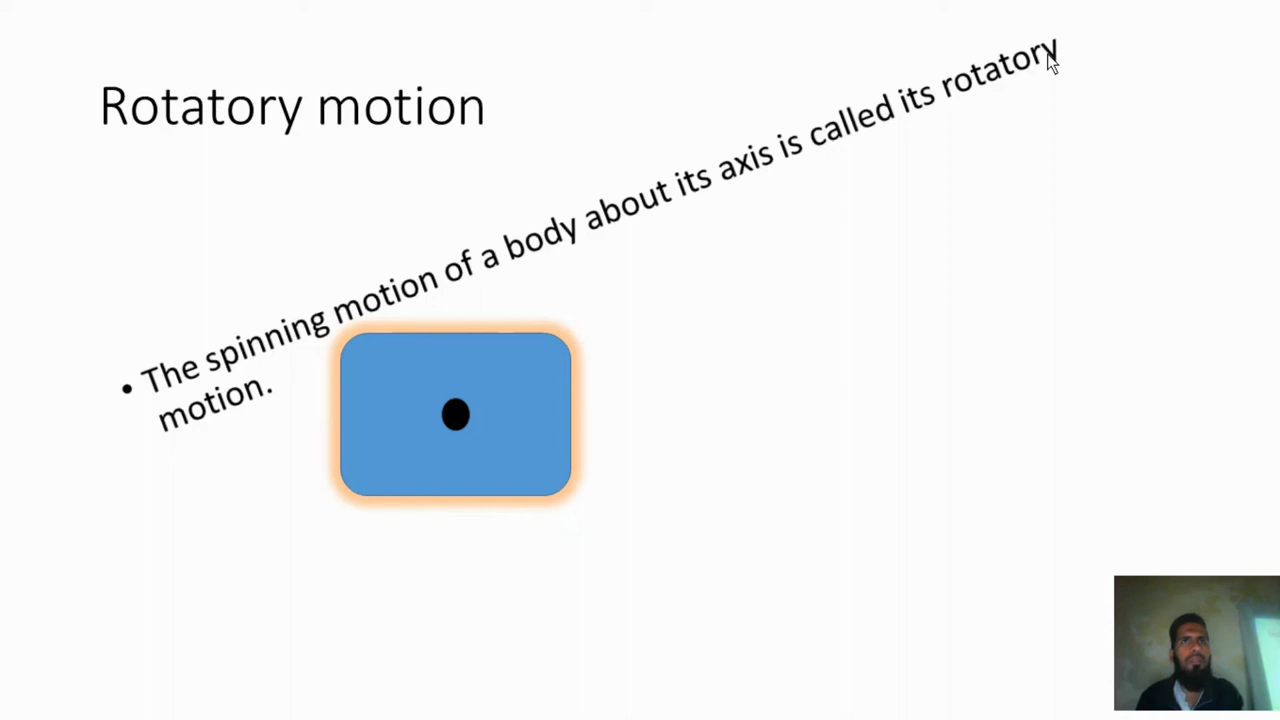 Rotatory motion
• The spinning motion of a body about its axis is called its rotatory
motion.